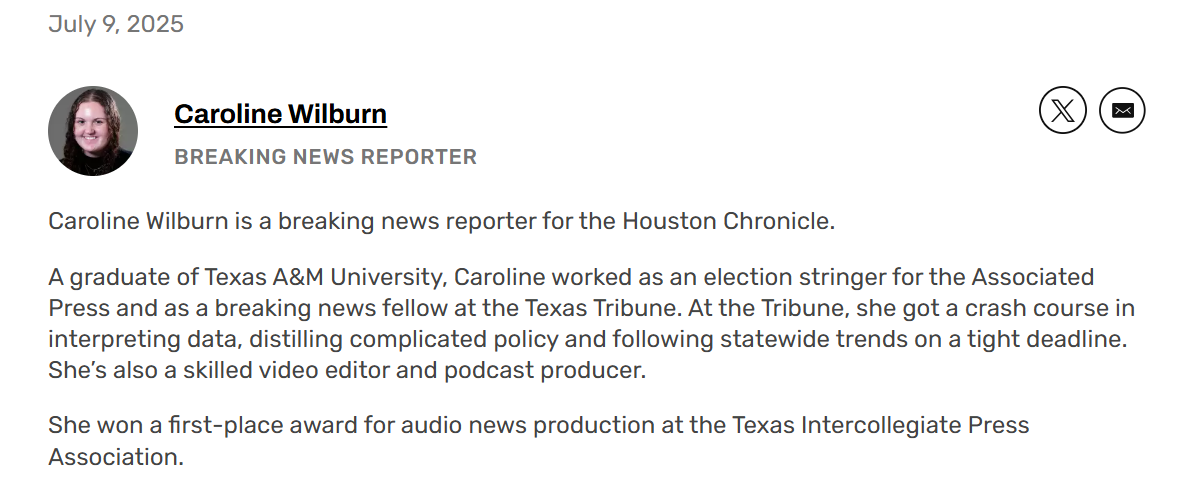 July 9, 2025
Caroline Wilburn
BREAKING NEWS REPORTER
Caroline Wilburn is a breaking news reporter for the Houston Chronicle.
A graduate of Texas A&M University, Caroline worked as an election stringer for the Associated
Press and as a breaking news fellow at the Texas Tribune. At the Tribune, she got a crash course in
interpreting data, distilling complicated policy and following statewide trends on a tight deadline.
She’s also a skilled video editor and podcast producer.
She won a first-place award for audio news production at the Texas Intercollegiate Press
Association.